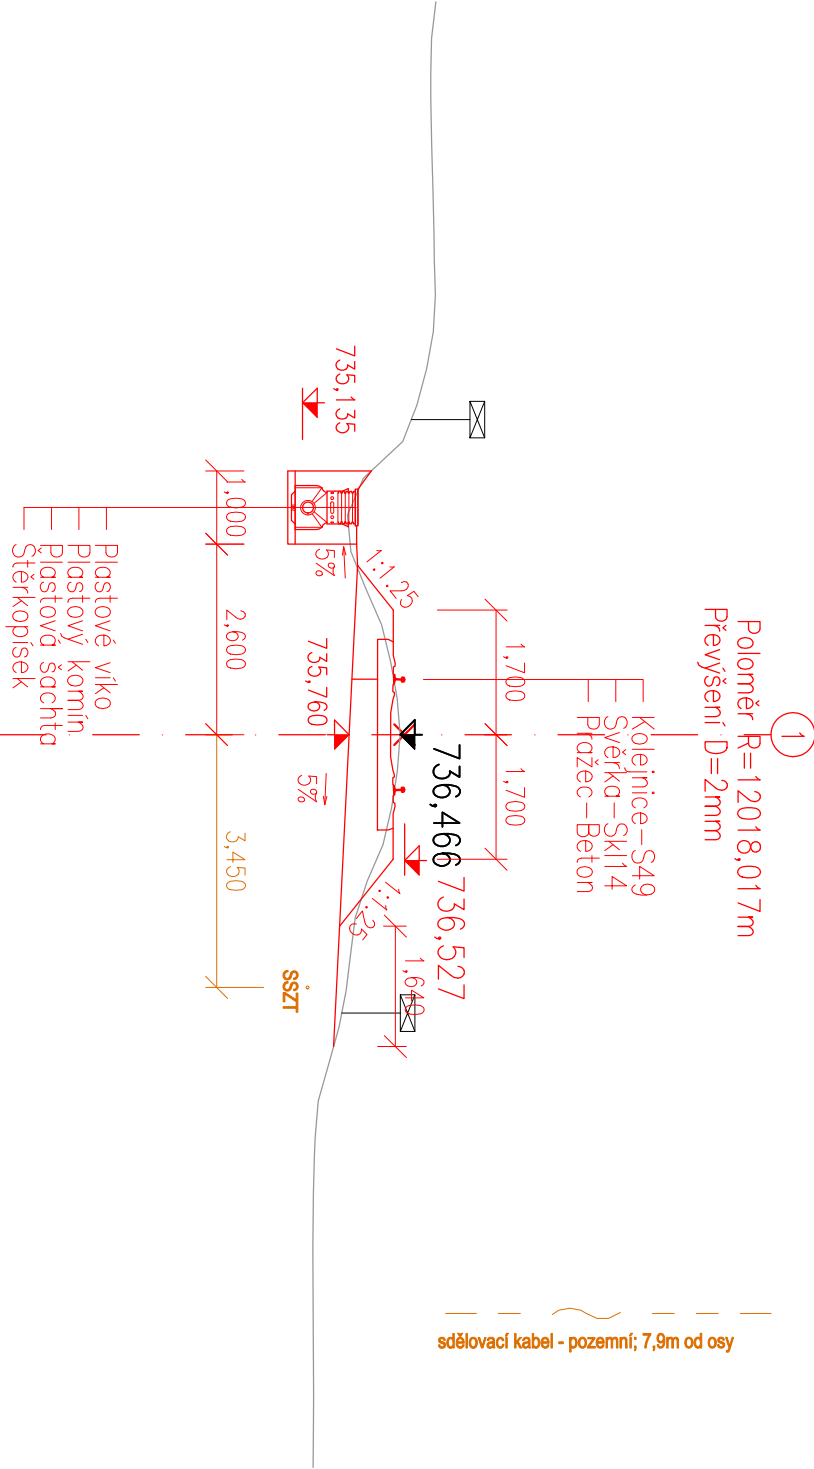 1
Poloměr R=12018,017m
Převýšení D=2mm
Kolejnice-S49
Svěrka-Skl14
Pražec-Beton
1,700
1,700
736,466
736,527
1,640
1:1.25
1:1.25
735,135
735,760
5%
5%
SSZT
1,000
2,600
3,450
Plastové víko
Plastový komín
Plastová šachta
Štěrkopísek
sdělovací kabel - pozemní; 7,9m od osy